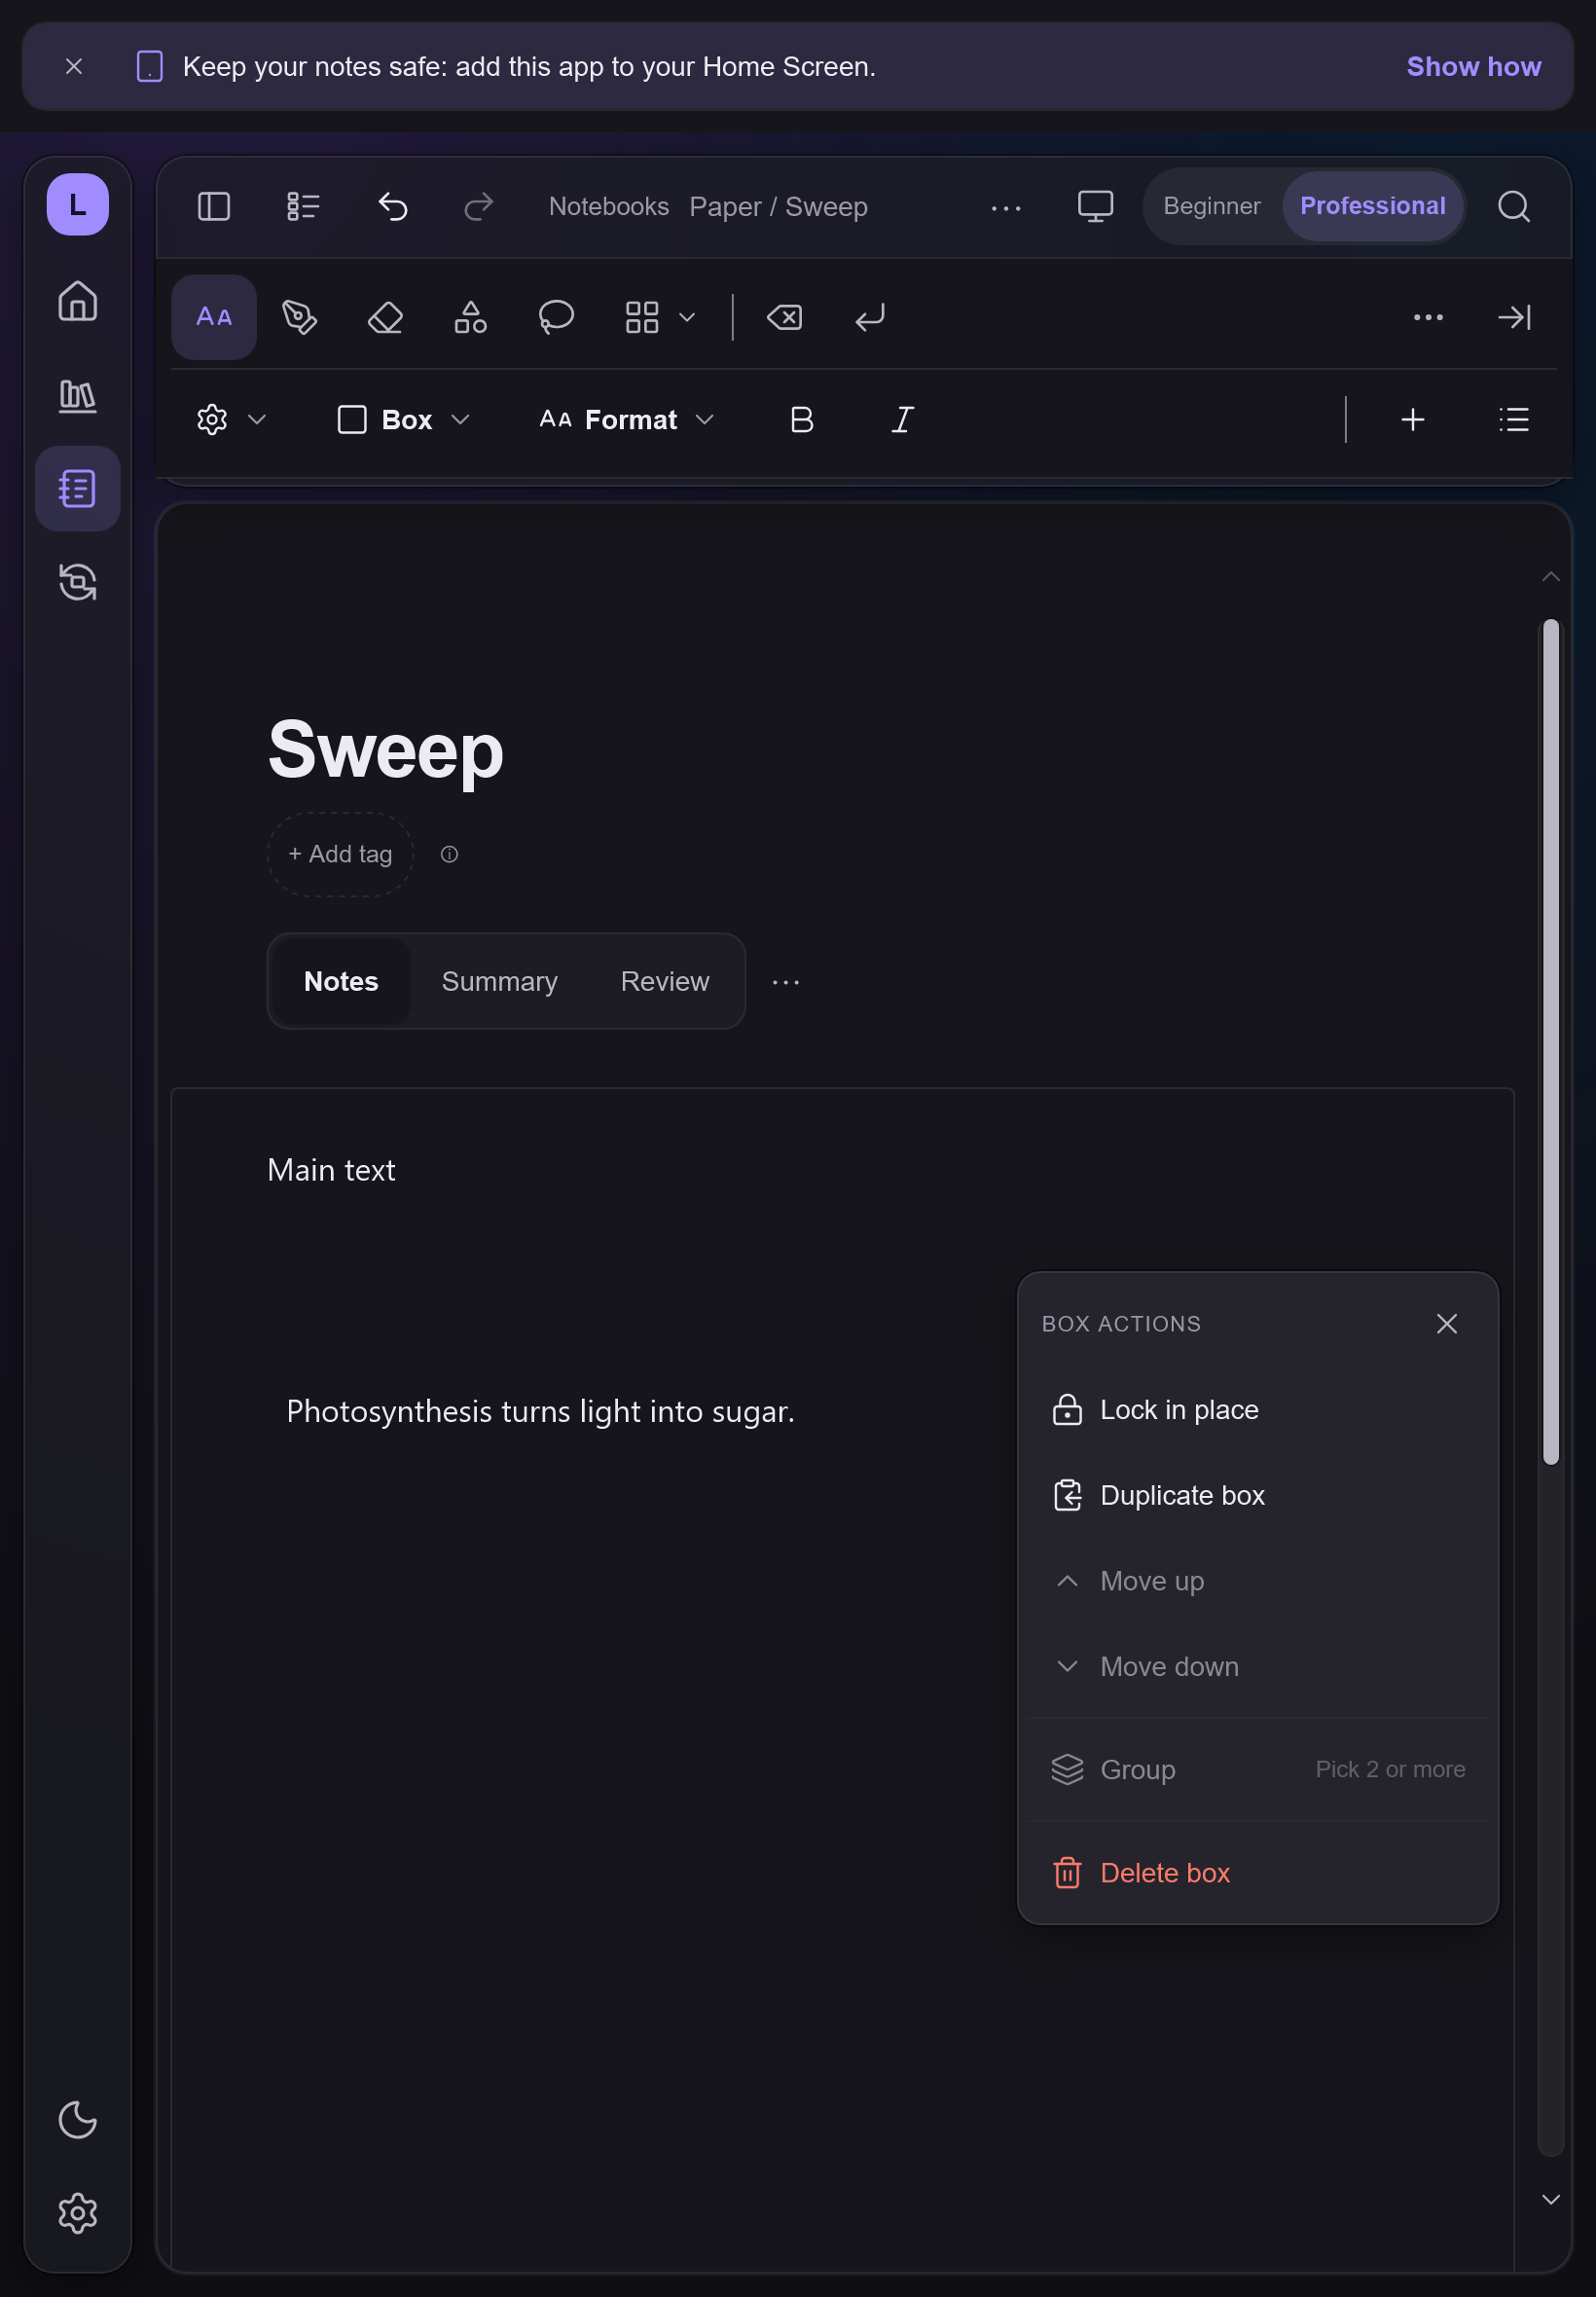 Keep your notes safe: add this app to your Home Screen.
Show how
L
Notebooks Paper / Sweep
Beginner
Professional
Box
Format
Sweep
+ Add tag
Notes
Summary
Review
Main text
BOX ACTIONS
Photosynthesis turns light into sugar.
Lock in place
Duplicate box
Move up
Move down
Group
Pick 2 or more
Delete box